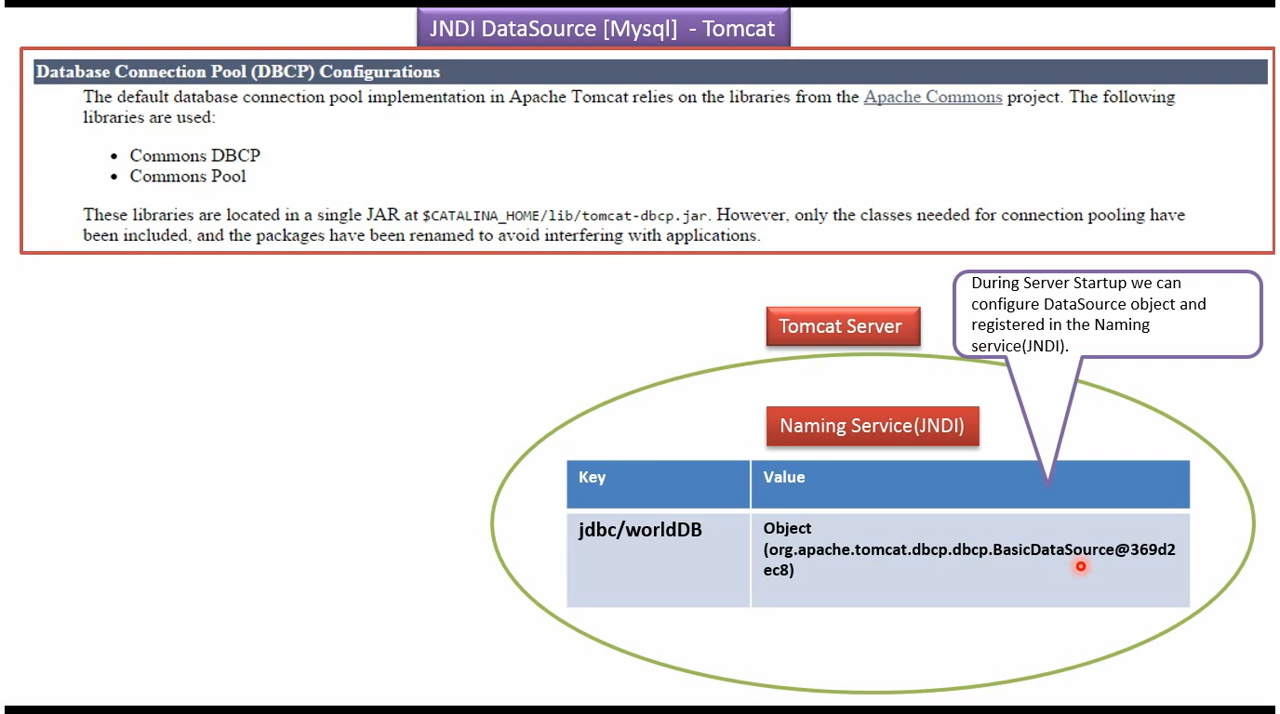 JNDI DataSource [Mysql]  - Tomcat
Database Connection Pool (DBCP) Configurations
The default database connection pool implementation in Apache Tomcat relies on the libraries from the Apache Commons project. The following
libraries are used:
• Commons DBCP
• Commons Pool
These libraries are located in a single JAR at $CATALINA_HOME/lib/tomcat-dbcp.jar. However, only the classes needed for connection pooling have
been included, and the packages have been renamed to avoid interfering with applications.
During Server Startup we can
configure DataSource object and
registered in the Naming
service(JNDI).
Tomcat Server
Naming Service(JNDI)
Key Value
jdbc/worldDB Object
(org.apache.tomcat.dbcp.dbcp.BasicDataSource@369d2
ec8)